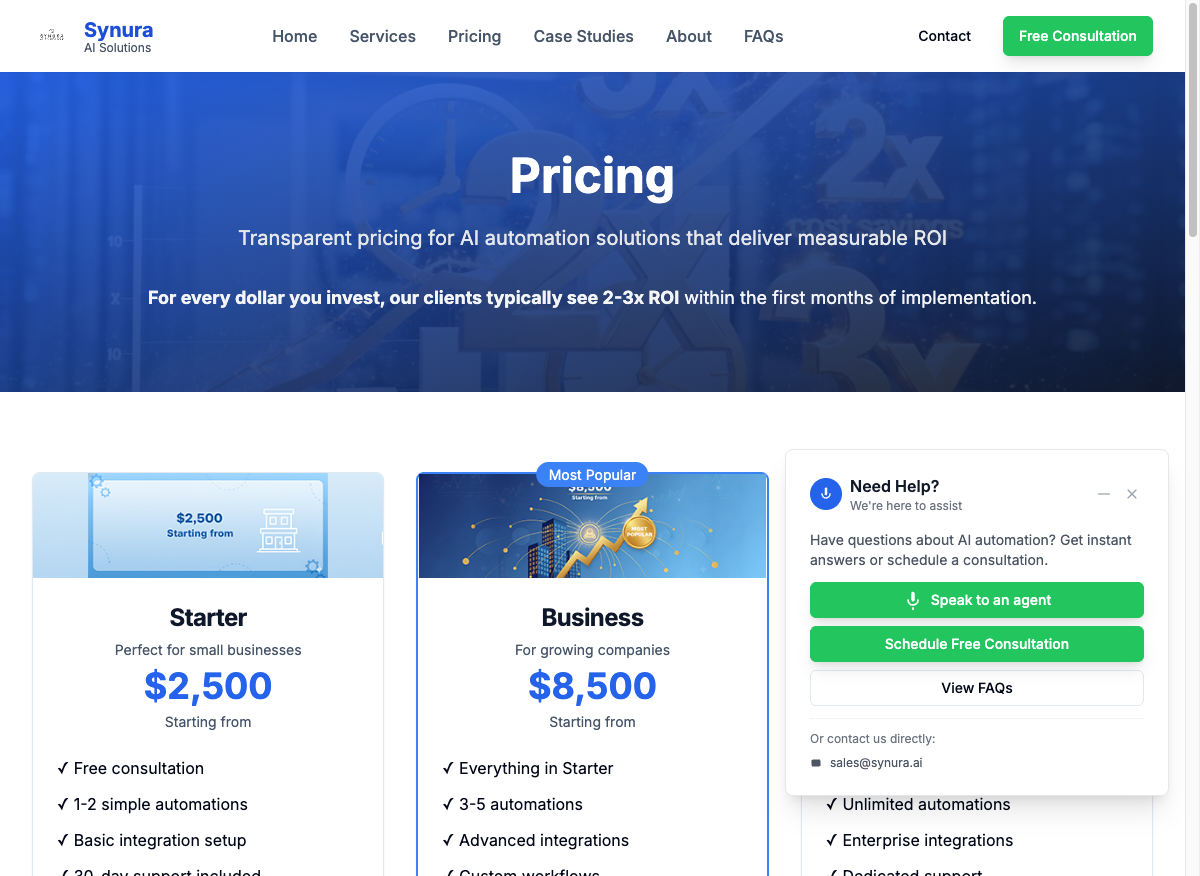 Synura
AI Solutions
Home
Services
Pricing
Case Studies
About
FAQs
Contact
Free Consultation
3x
2x
cost savings
10
x
10
3x
Pricing
Transparent pricing for AI automation solutions that deliver measurable ROI
For every dollar you invest, our clients typically see 2-3x ROI within the first months of implementation.
$2,500
Starting from
Starter
Perfect for small businesses
$2,500
Starting from
✓ Free consultation
✓ 1-2 simple automations
✓ Basic integration setup
✓ 30-day support included
Most Popular
$8,500
Starting from
MOST
POPULAR
Business
For growing companies
$8,500
Starting from
✓ Everything in Starter
✓ 3-5 automations
✓ Advanced integrations
✓ Custom workflows
Need Help?
We're here to assist
Have questions about AI automation? Get instant
answers or schedule a consultation.
Speak to an agent
Schedule Free Consultation
View FAQs
Or contact us directly:
sales@synura.ai
✓ Unlimited automations
✓ Enterprise integrations
✓ Dedicated support